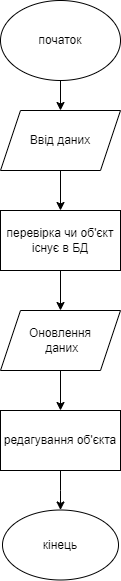 початок
Ввід даних
перевірка чи об'єкт
існує в БД
Оновлення
даних
редагування об'єкта
кінець